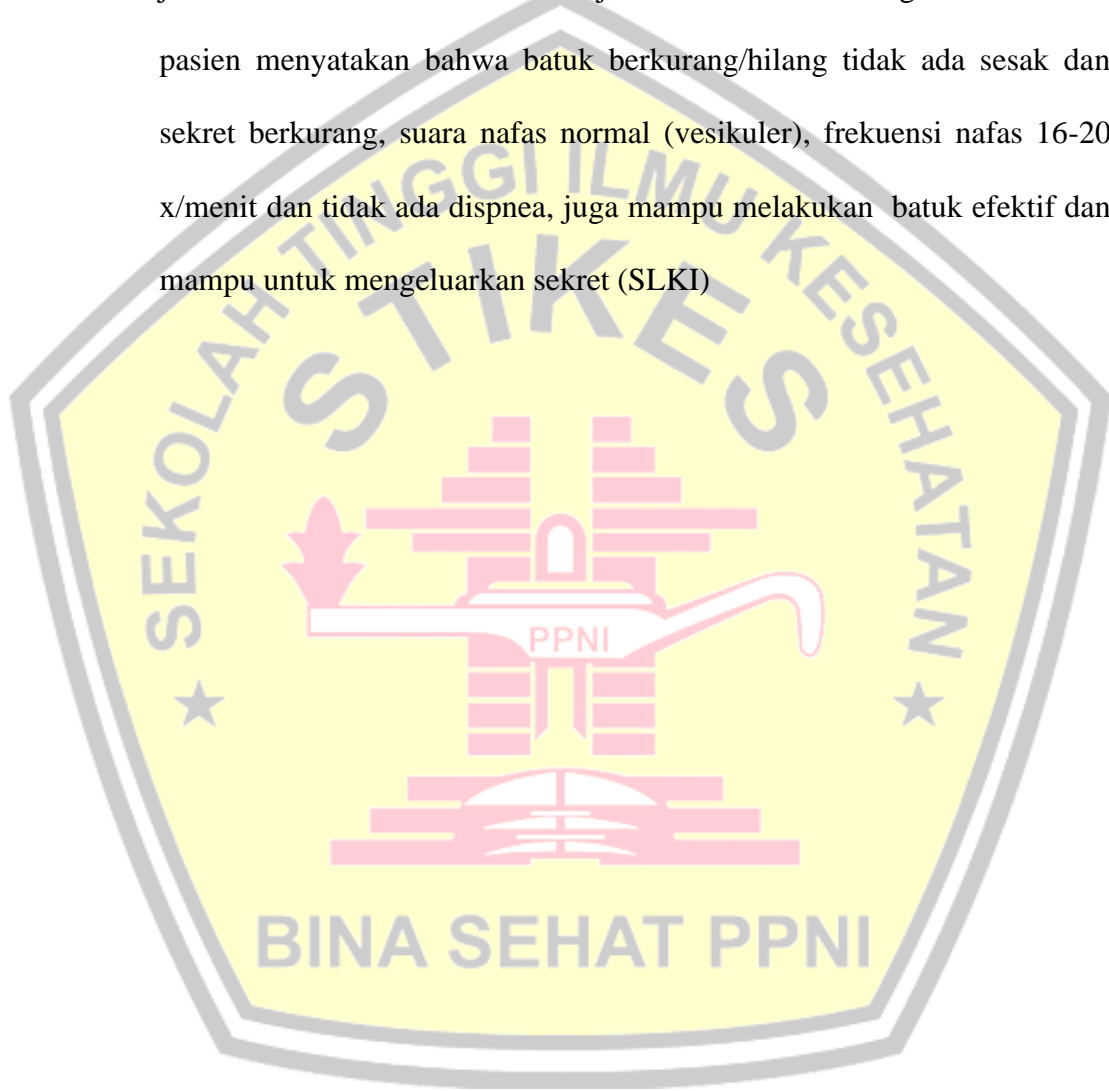 pasien menyatakan bahwa batuk berkurang/hilang tidak ada sesak dan
sekret berkurang, suara nafas normal (vesikuler), frekuensi nafas 16-20
x/menit dan tidak ada dispnea, juga mampu melakukan batuk efektif dan
mampu untuk mengeluarkan sekret (SLKI)
SEKOLAH TINGGI ILMU KESEHATAN
STIKES
PPNI
BINA SEHAT PPNI